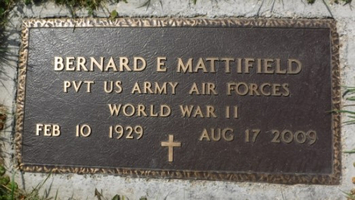 BERNARD E MATTIFIELD
PVT US ARMY AIR FORCES
WORLD WAR II
FEB 10 1929 AUG 17 2009